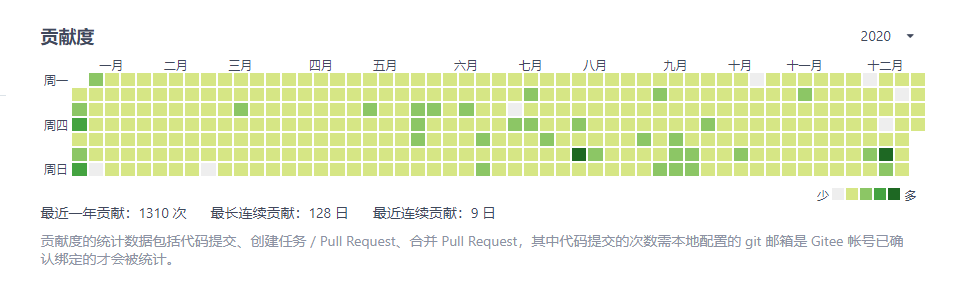 贡献度
2020
一月 二月 三月 四月 五月 六月 七月 八月 九月 十月 十一月 十二月
周一
周四
周日
少 多
最近一年贡献：1310 次 最长连续贡献：128 日 最近连续贡献：9 日
贡献度的统计数据包括代码提交、创建任务 / Pull Request、合并 Pull Request，其中代码提交的次数需本地配置的 git 邮箱是 Gitee 帐号已确
认绑定的才会被统计。